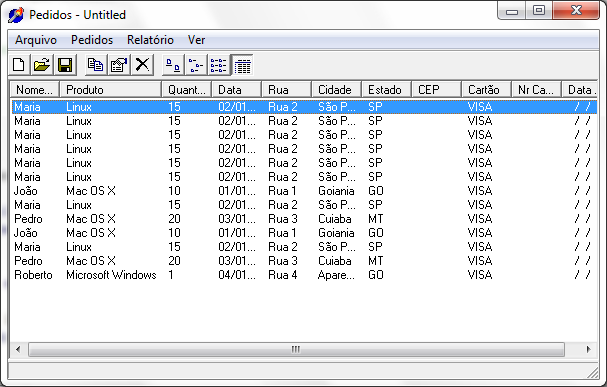 Pedidos - Untitled
Arquivo Pedidos Relatório Ver
Nome... Produto Quant... Data Rua Cidade Estado CEP Cartão Nr Ca... Data .
Maria Linux 15 02/01... Rua 2 São P... SP VISA / /
Maria Linux 15 02/01... Rua 2 São P... SP VISA / /
Maria Linux 15 02/01... Rua 2 São P... SP VISA / /
Maria Linux 15 02/01... Rua 2 São P... SP VISA / /
Maria Linux 15 02/01... Rua 2 São P... SP VISA / /
Maria Linux 15 02/01... Rua 2 São P... SP VISA / /
João Mac OS X 10 01/01... Rua 1 Goiania GO VISA / /
Maria Linux 15 02/01... Rua 2 São P... SP VISA / /
Pedro Mac OS X 20 03/01... Rua 3 Cuiaba MT VISA / /
João Mac OS X 10 01/01... Rua 1 Goiania GO VISA / /
Maria Linux 15 02/01... Rua 2 São P... SP VISA / /
Pedro Mac OS X 20 03/01... Rua 3 Cuiaba MT VISA / /
Roberto Microsoft Windows 1 04/01... Rua 4 Apare... GO VISA / /